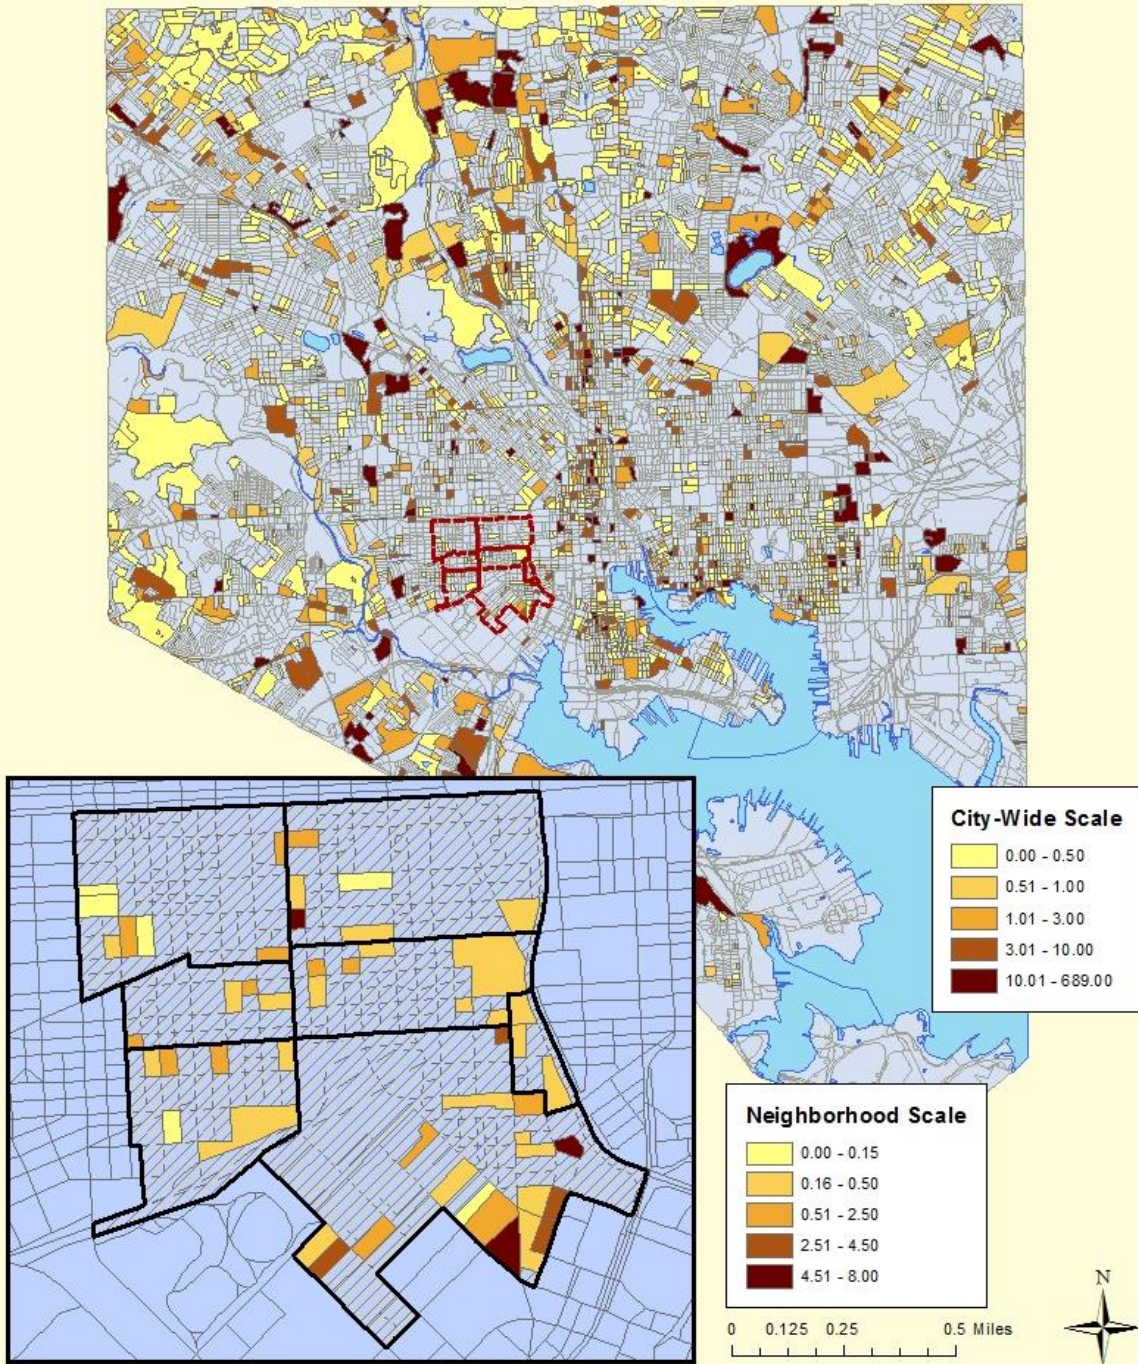 City-Wide Scale
0.00 - 0.50
0.51 - 1.00
1.01 - 3.00
3.01 - 10.00
10.01 - 689.00
Neighborhood Scale
0.00 - 0.15
0.16 - 0.50
0.51 - 2.50
2.51 - 4.50
4.51 - 8.00
N
0 0.125 0.25 0.5 Miles